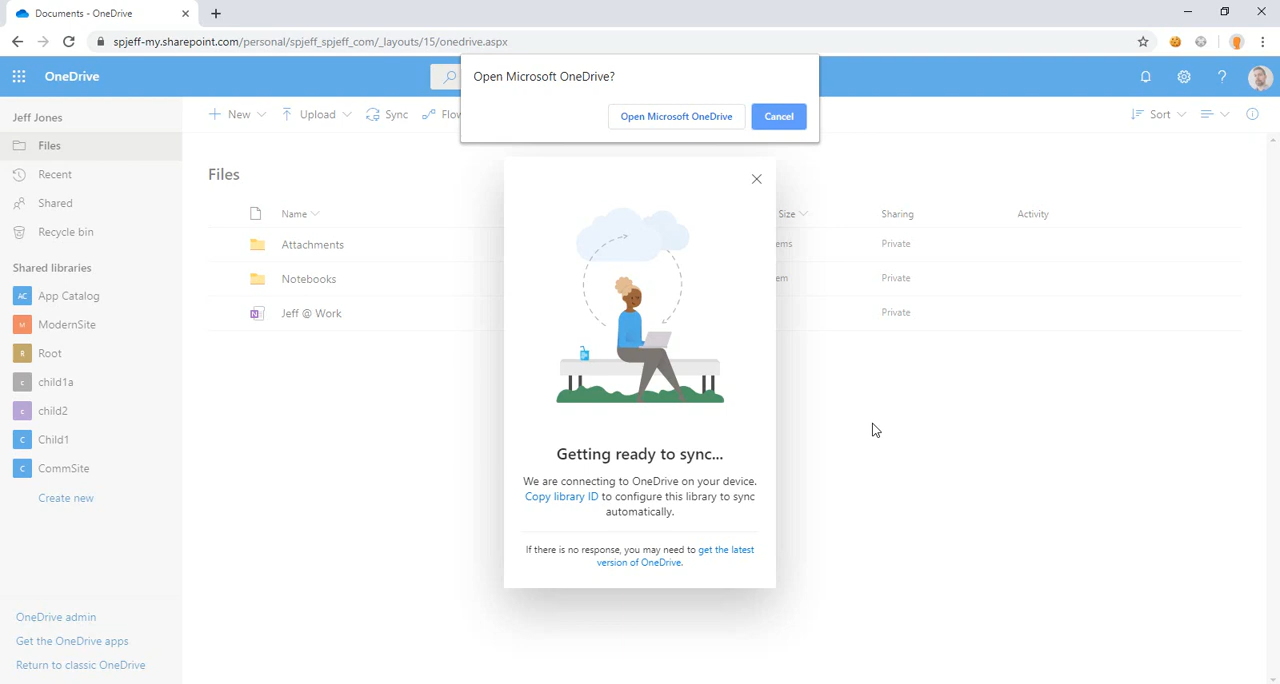 Documents - OneDrive
spjeff-my.sharepoint.com/personal/spjeff_spjeff_com/_layouts/15/onedrive.aspx
Open Microsoft OneDrive?
Open Microsoft OneDrive
Cancel
OneDrive
?
Jeff Jones
Files
Recent
Shared
Recycle bin
Shared libraries
AC App Catalog
M ModernSite
R Root
c child1a
c child2
C Child1
C CommSite
Create new
OneDrive admin
Get the OneDrive apps
Return to classic OneDrive
New
Upload
Sync
Flow
Sort
Files
Name
Size
Sharing
Activity
Attachments
Private
Notebooks
Private
N
Jeff @ Work
Private
Getting ready to sync...
We are connecting to OneDrive on your device.
Copy library ID to configure this library to sync
automatically.
If there is no response, you may need to get the latest
version of OneDrive.